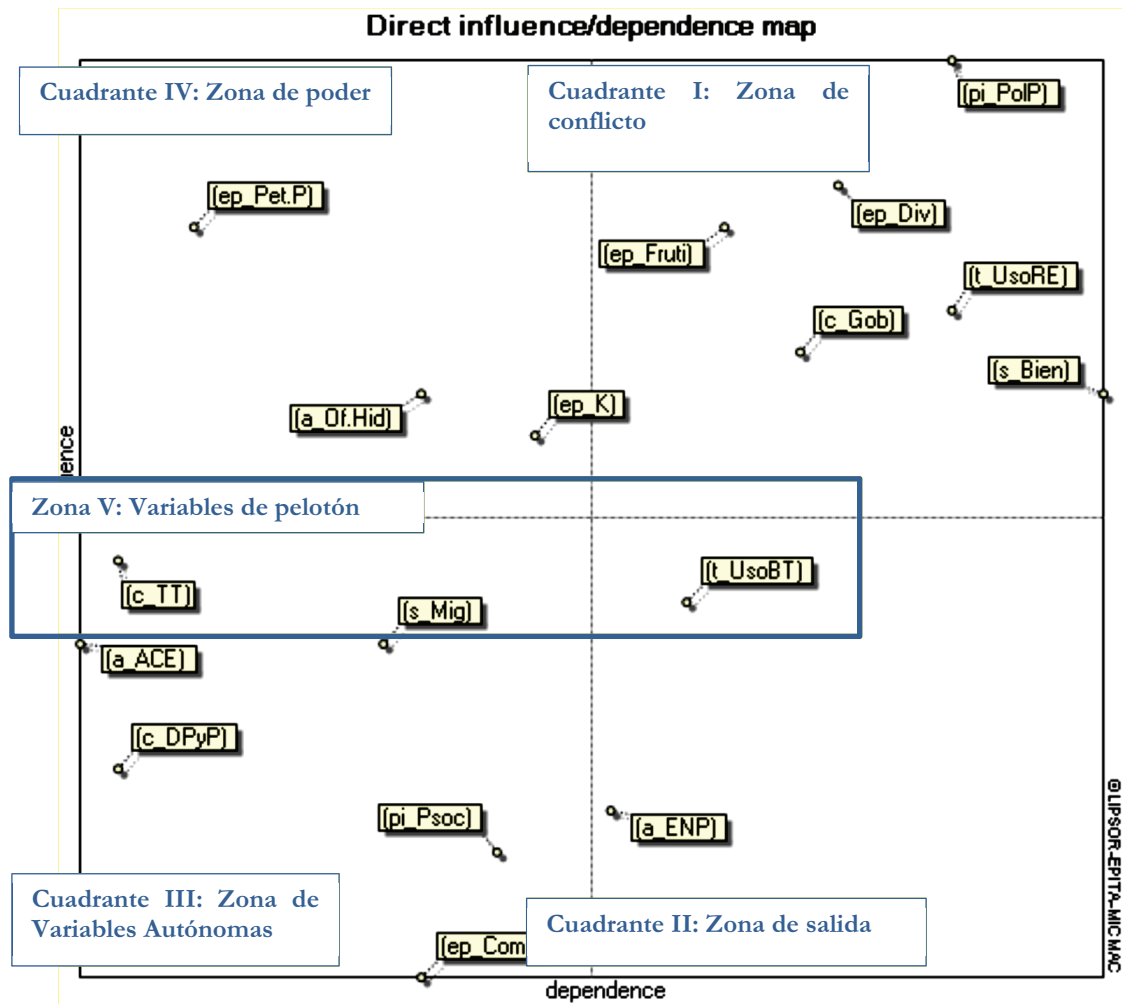 Direct influence/dependence map
Cuadrante IV: Zona de poder
Cuadrante I: Zona de
conflicto
(pi_PolP)
(ep_Pet.P)
(ep_Div)
(ep_Fruti)
(t_UsoRE)
(c_Gob)
(s_Bien)
(a_Of.Hid)
(ep_K)
Zona V: Variables de pelotón
(c_TT)
(s_Mig)
(t_UsoBT)
(a_ACE)
(c_DPyP)
(pi_Psoc)
(a_ENP)
Cuadrante III: Zona de
Variables Autónomas
Cuadrante II: Zona de salida
(ep_Com
dependence
©LIPSOR-EPITA-MICMAC